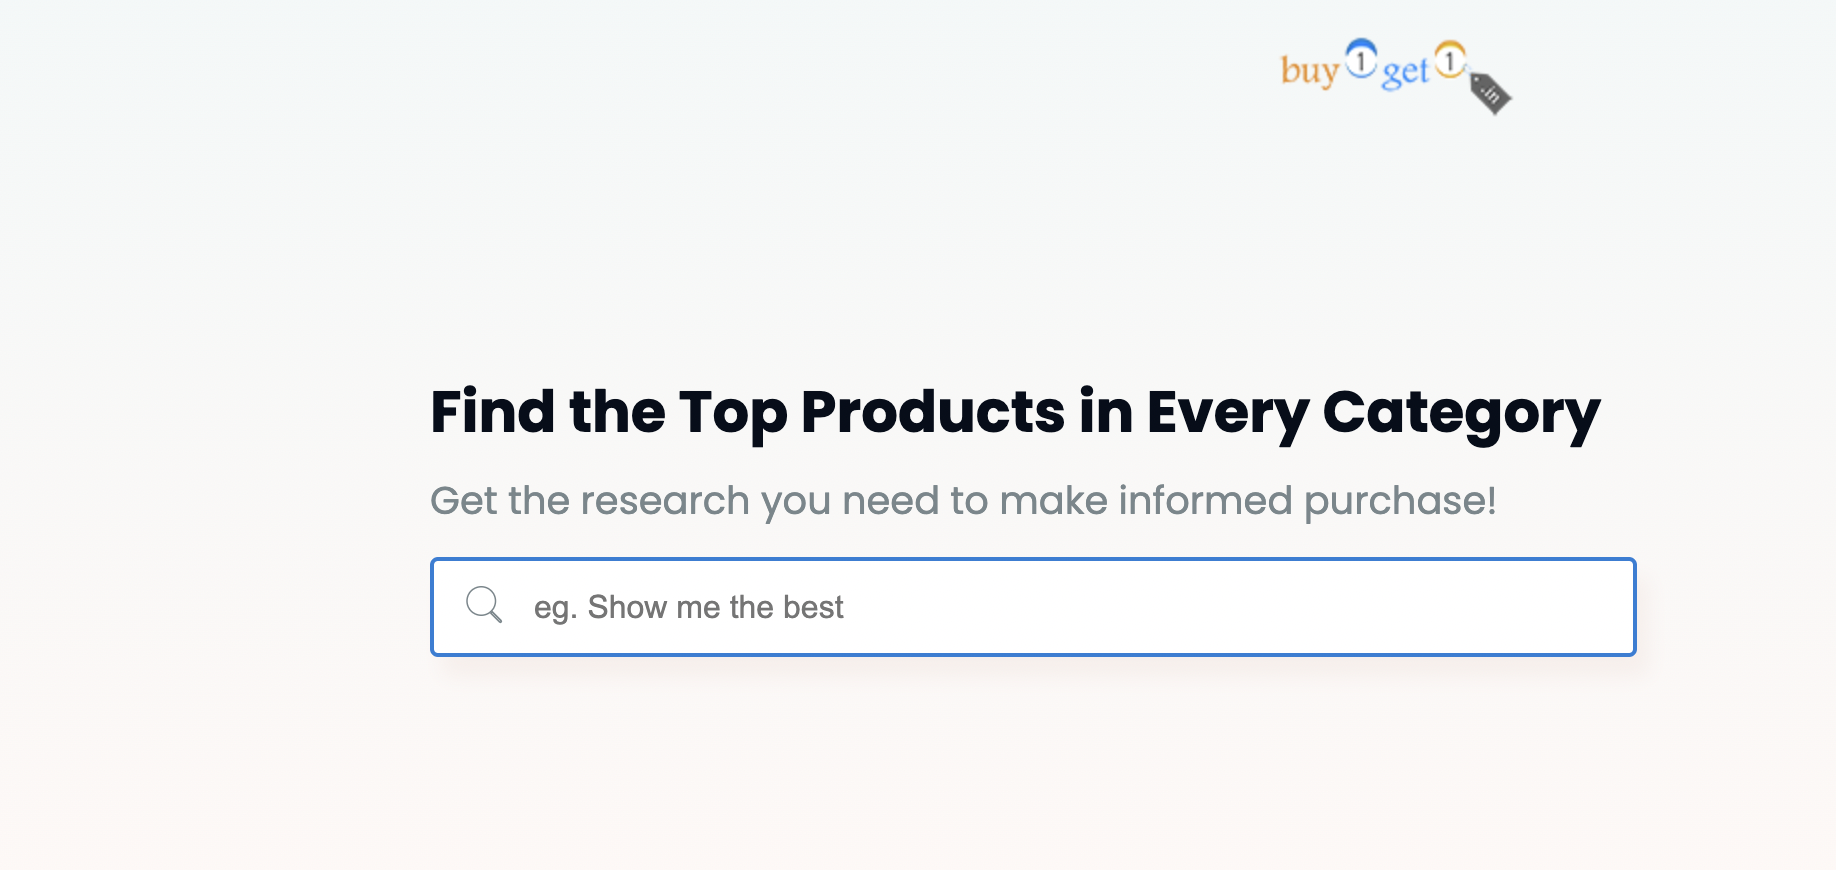 buy 1 get 1 .in
Find the Top Products in Every Category
Get the research you need to make informed purchase!
eg. Show me the best